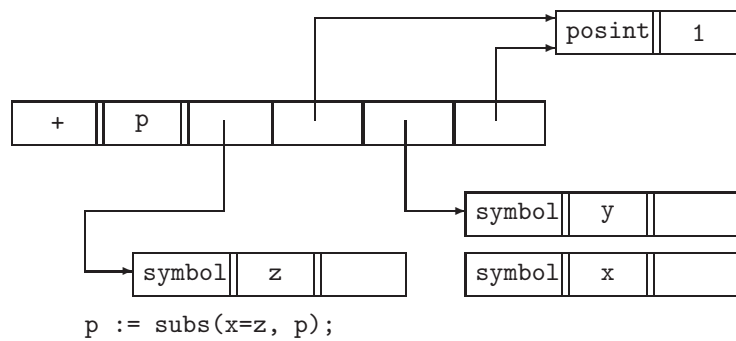 posint 1
+ p
symbol y
symbol z
symbol x
p := subs(x=z, p);